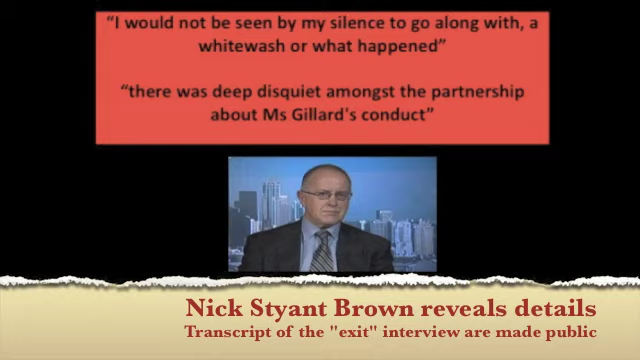 “I would not be seen by my silence to go along with, a
whitewash or what happened”
“there was deep disquiet amongst the partnership
about Ms Gillard's conduct”
Nick Styant Brown reveals details
Transcript of the "exit" interview are made public